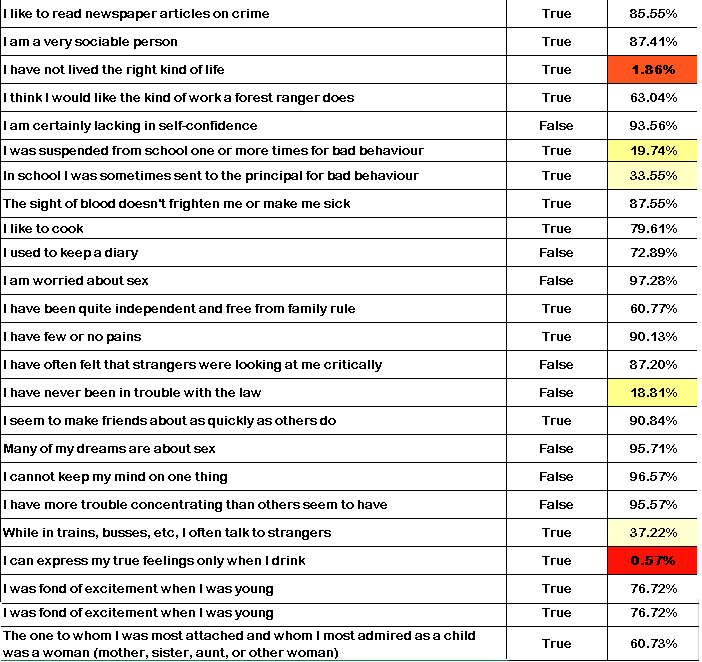 I like to read newspaper articles on crime True 85.55%
I am a very sociable person True 87.41%
I have not lived the right kind of life True 1.86%
I think I would like the kind of work a forest ranger does True 63.04%
I am certainly lacking in self-confidence False 93.56%
I was suspended from school one or more times for bad behaviour True 19.74%
In school I was sometimes sent to the principal for bad behaviour True 33.55%
The sight of blood doesn't frighten me or make me sick True 87.55%
I like to cook True 79.61%
I used to keep a diary False 72.89%
I am worried about sex False 97.28%
I have been quite independent and free from family rule True 60.77%
I have few or no pains True 90.13%
I have often felt that strangers were looking at me critically False 87.20%
I have never been in trouble with the law False 18.81%
I seem to make friends about as quickly as others do True 90.84%
Many of my dreams are about sex False 95.71%
I cannot keep my mind on one thing False 96.57%
I have more trouble concentrating than others seem to have False 95.57%
While in trains, busses, etc, I often talk to strangers True 37.22%
I can express my true feelings only when I drink True 0.57%
I was fond of excitement when I was young True 76.72%
I was fond of excitement when I was young True 76.72%
The one to whom I was most attached and whom I most admired as a child
was a woman (mother, sister, aunt, or other woman) True 60.73%